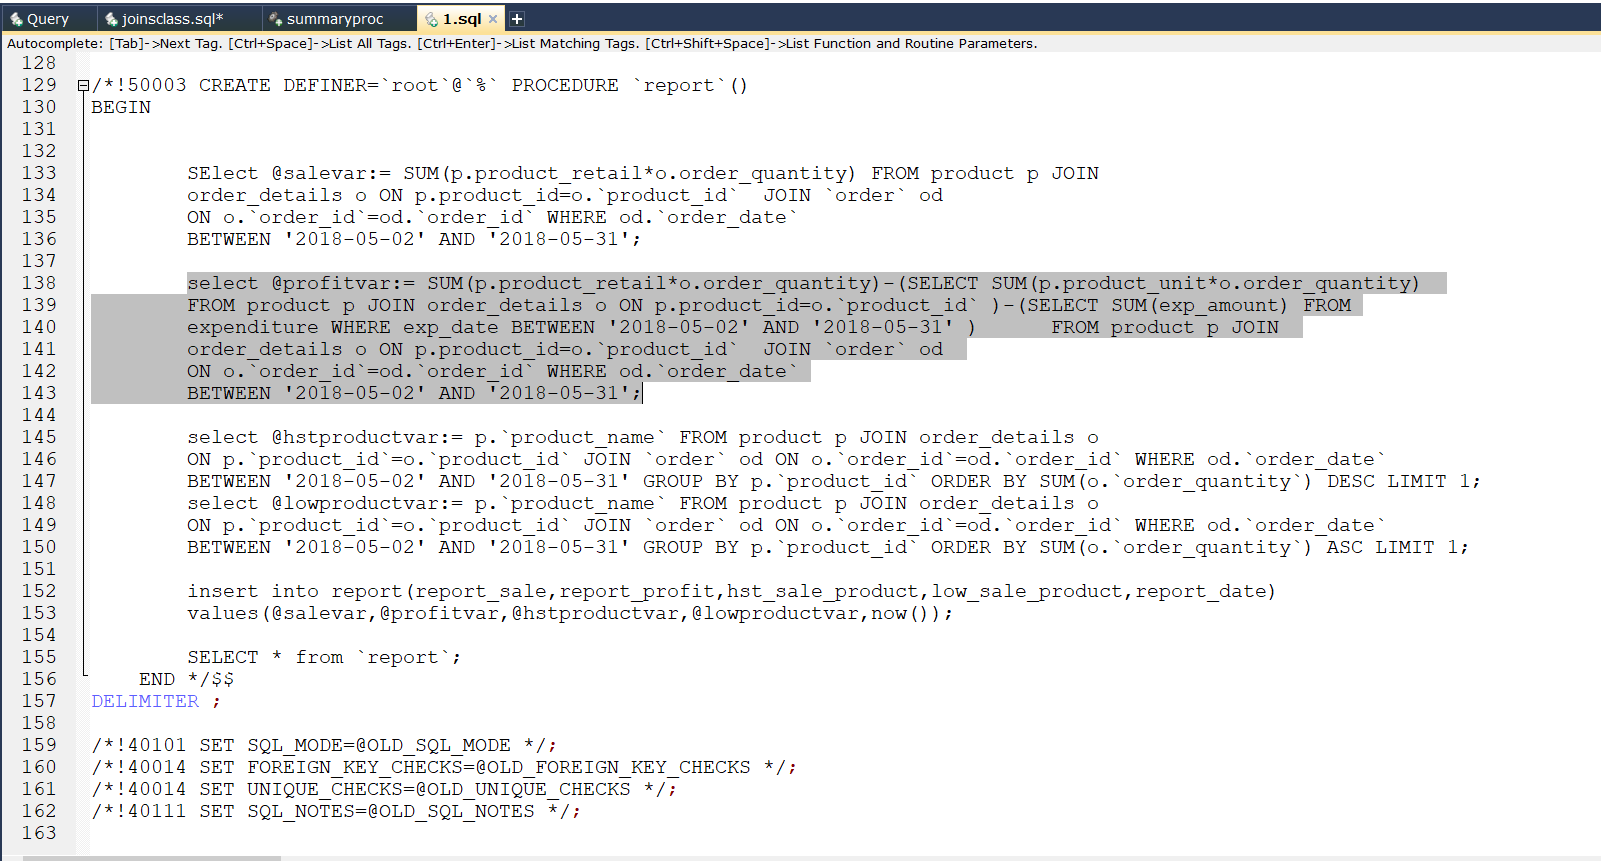 Query joinsclass.sql* summaryproc 1.sql × +
Autocomplete: [Tab]->Next Tag. [Ctrl+Space]->List All Tags. [Ctrl+Enter]->List Matching Tags. [Ctrl+Shift+Space]->List Function and Routine Parameters.
128
129 /*!50003 CREATE DEFINER=`root`@`%` PROCEDURE `report`()
130 BEGIN
131
132
133 SElect @salevar:= SUM(p.product_retail*o.order_quantity) FROM product p JOIN
134 order_details o ON p.product_id=o.`product_id`  JOIN `order` od
135 ON o.`order_id`=od.`order_id` WHERE od.`order_date`
136 BETWEEN '2018-05-02' AND '2018-05-31';
137
138 select @profitvar:= SUM(p.product_retail*o.order_quantity)-(SELECT SUM(p.product_unit*o.order_quantity)
139 FROM product p JOIN order_details o ON p.product_id=o.`product_id` )-(SELECT SUM(exp_amount) FROM
140 expenditure WHERE exp_date BETWEEN '2018-05-02' AND '2018-05-31' )      FROM product p JOIN
141 order_details o ON p.product_id=o.`product_id`  JOIN `order` od
142 ON o.`order_id`=od.`order_id` WHERE od.`order_date`
143 BETWEEN '2018-05-02' AND '2018-05-31';
144
145 select @hstproductvar:= p.`product_name` FROM product p JOIN order_details o
146 ON p.`product_id`=o.`product_id` JOIN `order` od ON o.`order_id`=od.`order_id` WHERE od.`order_date`
147 BETWEEN '2018-05-02' AND '2018-05-31' GROUP BY p.`product_id` ORDER BY SUM(o.`order_quantity`) DESC LIMIT 1;
148 select @lowproductvar:= p.`product_name` FROM product p JOIN order_details o
149 ON p.`product_id`=o.`product_id` JOIN `order` od ON o.`order_id`=od.`order_id` WHERE od.`order_date`
150 BETWEEN '2018-05-02' AND '2018-05-31' GROUP BY p.`product_id` ORDER BY SUM(o.`order_quantity`) ASC LIMIT 1;
151
152 insert into report(report_sale,report_profit,hst_sale_product,low_sale_product,report_date)
153 values(@salevar,@profitvar,@hstproductvar,@lowproductvar,now());
154
155 SELECT * from `report`;
156 END */$$
157 DELIMITER ;
158
159 /*!40101 SET SQL_MODE=@OLD_SQL_MODE */;
160 /*!40014 SET FOREIGN_KEY_CHECKS=@OLD_FOREIGN_KEY_CHECKS */;
161 /*!40014 SET UNIQUE_CHECKS=@OLD_UNIQUE_CHECKS */;
162 /*!40111 SET SQL_NOTES=@OLD_SQL_NOTES */;
163